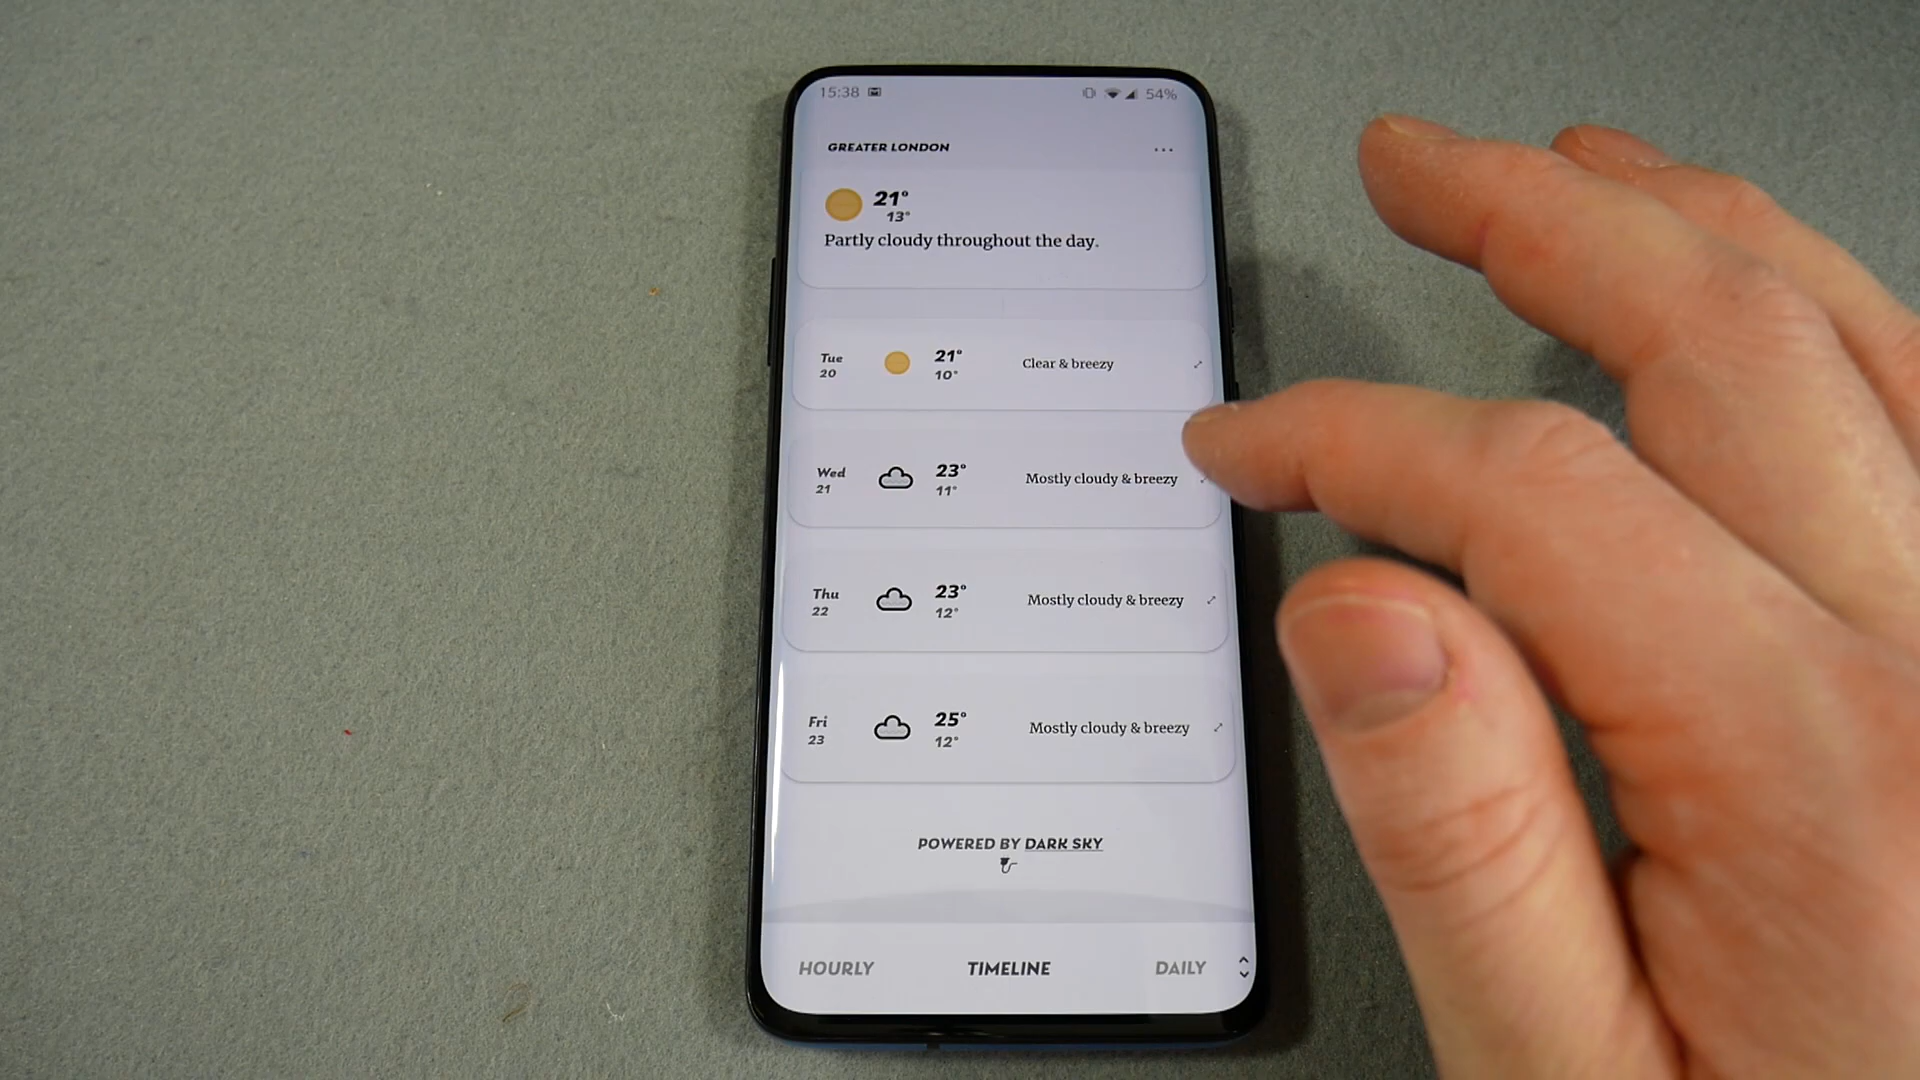 15:38 54%
GREATER LONDON
21°
13°
Partly cloudy throughout the day.
Tue
20
21°
10°
Clear & breezy
Wed
21
23°
11°
Mostly cloudy & breezy
Thu
22
23°
12°
Mostly cloudy & breezy
Fri
23
25°
12°
Mostly cloudy & breezy
POWERED BY DARK SKY
HOURLY TIMELINE DAILY